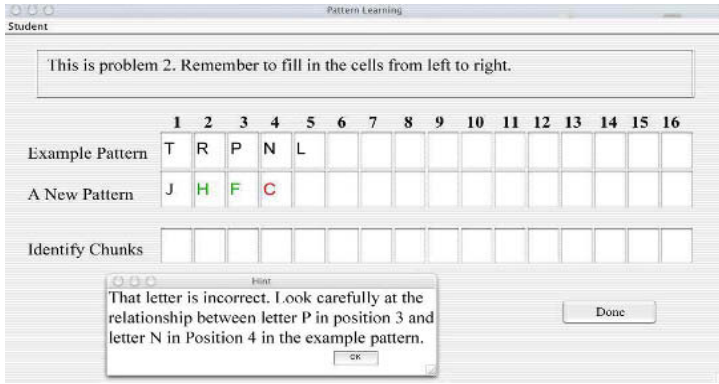 Pattern Learning
Student
This is problem 2. Remember to fill in the cells from left to right.
1 2 3 4 5 6 7 8 9 10 11 12 13 14 15 16
Example Pattern T R P N L
A New Pattern J H F C
Identify Chunks
Hint
That letter is incorrect. Look carefully at the
relationship between letter P in position 3 and
letter N in Position 4 in the example pattern.
OK
Done